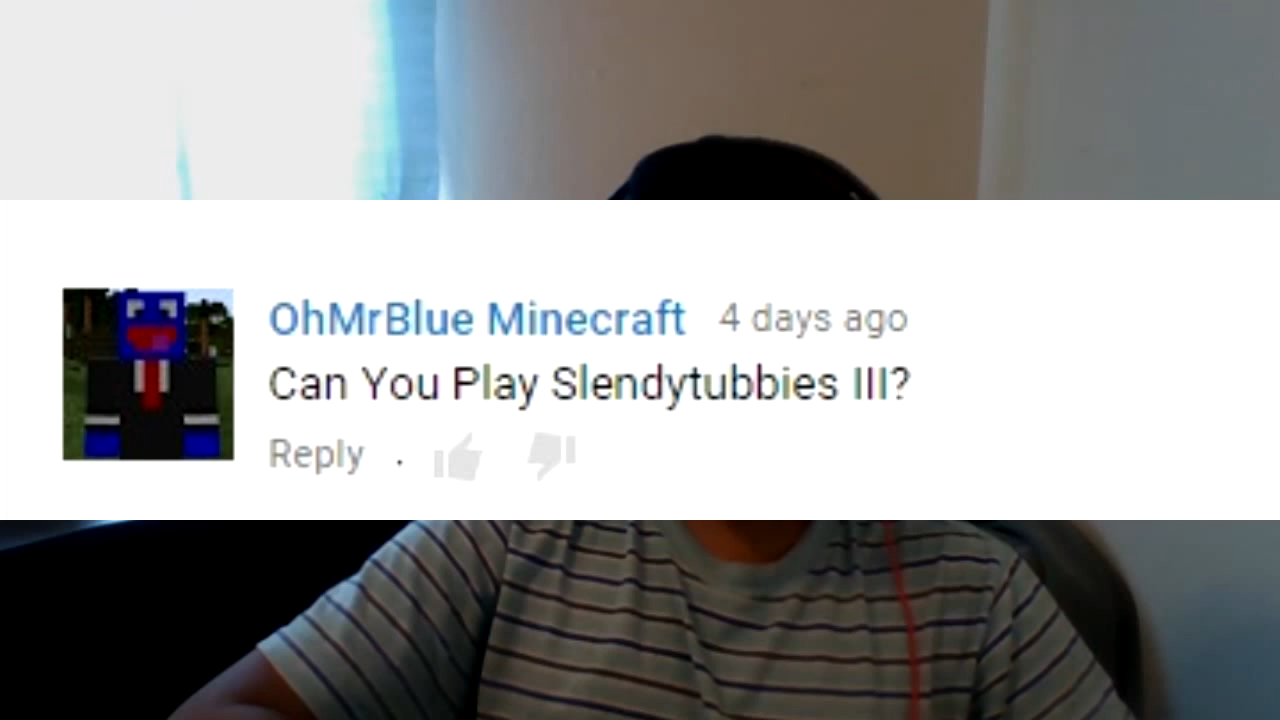 OhMrBlue Minecraft 4 days ago
Can You Play Slendytubbies III?
Reply .